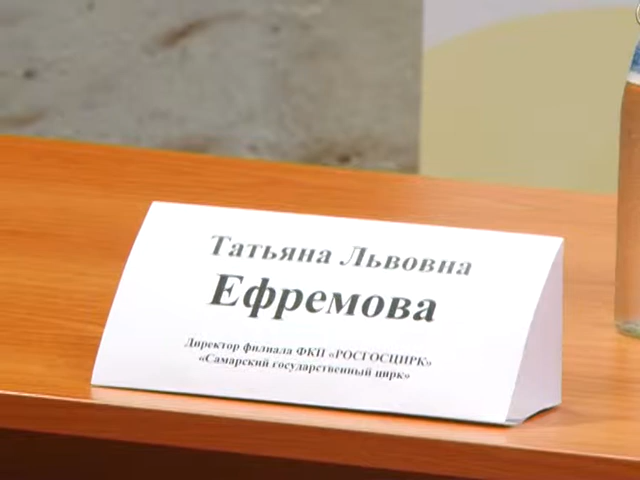 Татьяна Львовна
Ефремова
Директор филиала ФКП «РОСГОСЦИРК»
«Самарский государственный цирк»